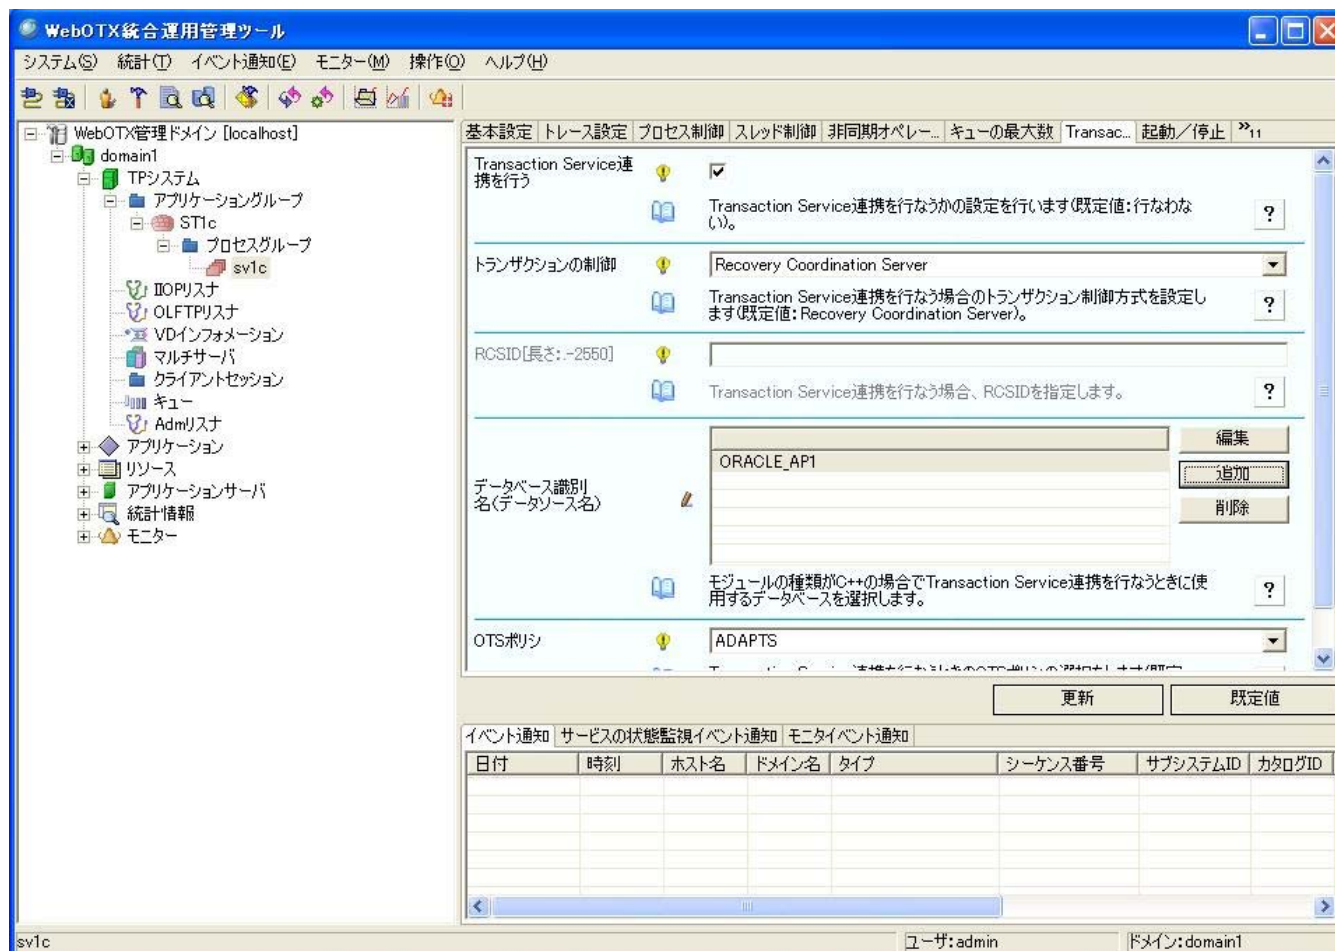 WebOTX統合運用管理ツール
システム(S) 統計(T) イベント通知(E) モニター(M) 操作(O) ヘルプ(H)
WebOTX管理ドメイン [localhost]
domain1
TPシステム
アプリケーショングループ
ST1c
プロセスグループ
sv1c
IIOPリスナ
OLFTPリスナ
VDインフォメーション
マルチサーバ
クライアントセッション
キュー
Admリスナ
アプリケーション
リソース
アプリケーションサーバ
統計情報
モニター
基本設定 トレース設定 プロセス制御 スレッド制御 非同期オペレー... キューの最大数 Transac... 起動／停止 »11
Transaction Service連
携を行う
Transaction Service連携を行なうかの設定を行います(既定値:行なわな
い)。
?
トランザクションの制御
Recovery Coordination Server
Transaction Service連携を行なう場合のトランザクション制御方式を設定し
ます(既定値: Recovery Coordination Server)。
?
RCSID[長さ:.-2550]
Transaction Service連携を行なう場合、RCSIDを指定します。
?
データベース識別
名(データソース名)
ORACLE_AP1
編集
追加
削除
モジュールの種類がC++の場合でTransaction Service連携を行なうときに使
用するデータベースを選択します。
?
OTSポリシ
ADAPTS
更新 既定値
イベント通知 サービスの状態監視イベント通知 モニタイベント通知
日付 時刻 ホスト名 ドメイン名 タイプ シーケンス番号 サブシステムID カタログID
sv1c ユーザ:admin ドメイン:domain1